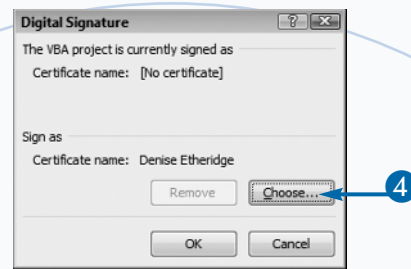 Digital Signature
The VBA project is currently signed as
Certificate name: [No certificate]
Sign as
Certificate name: Denise Etheridge
Remove Choose... 4
OK Cancel